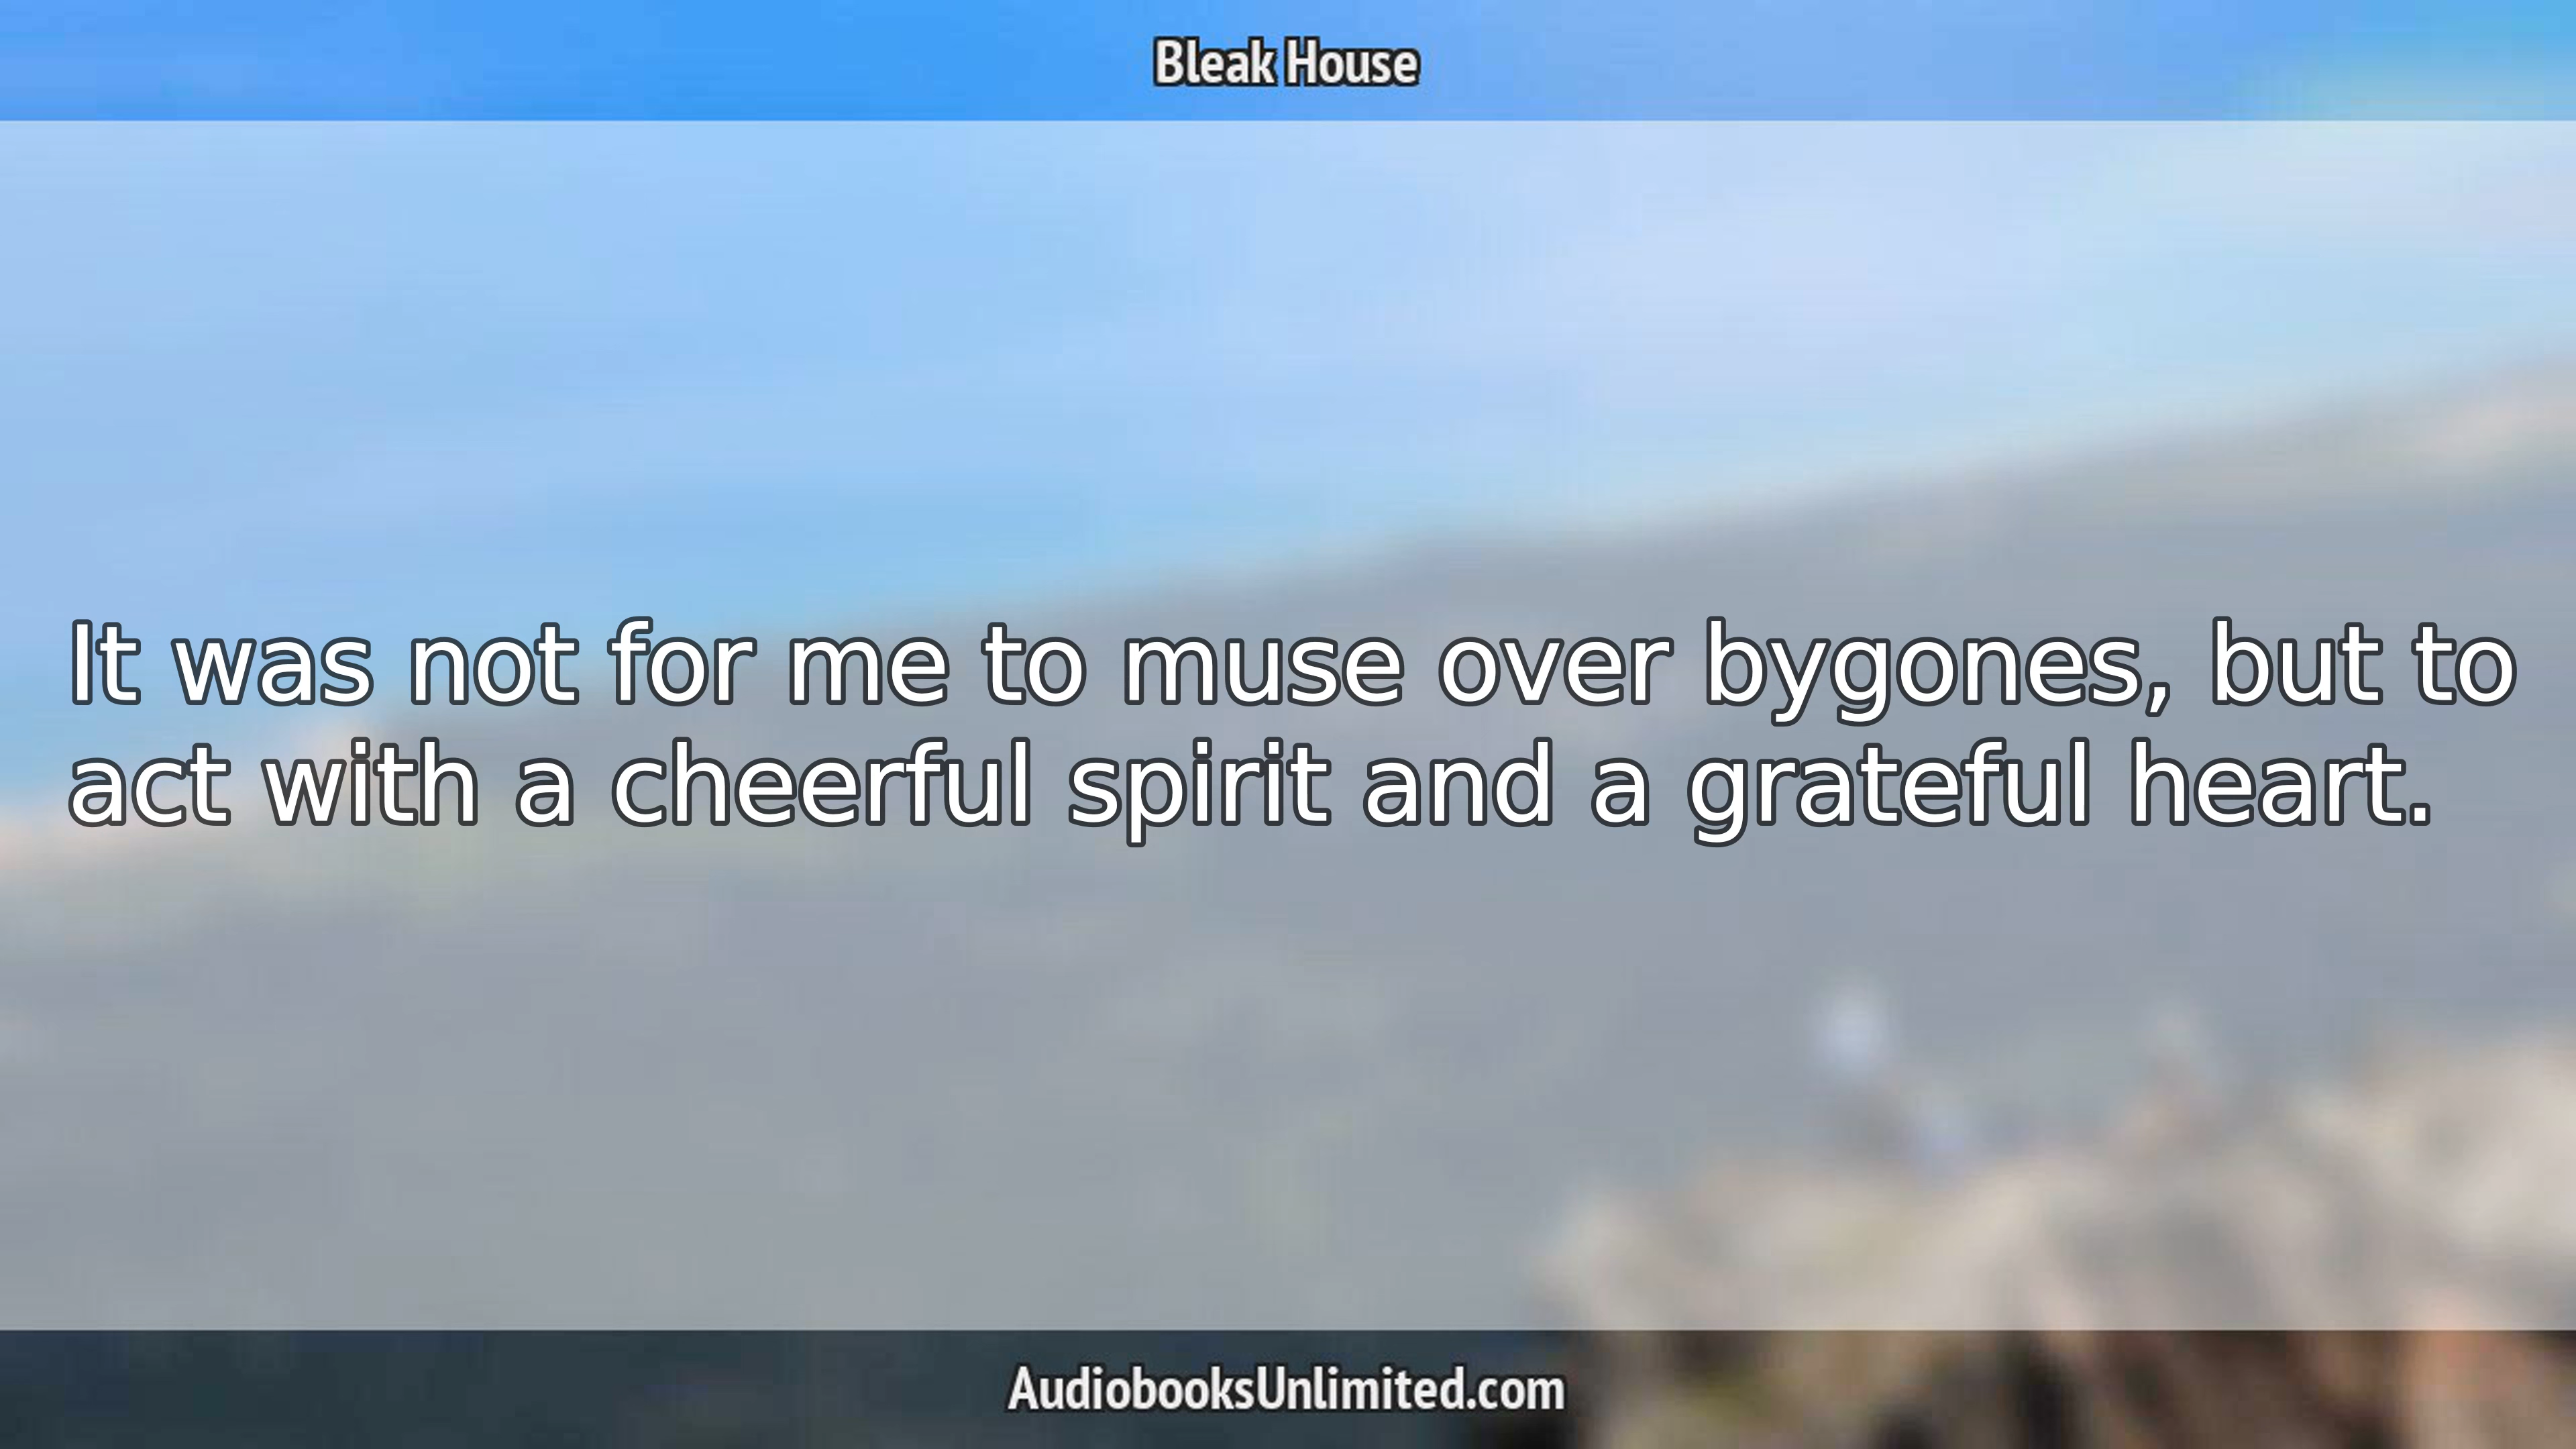 Bleak House
It was not for me to muse over bygones, but to
act with a cheerful spirit and a grateful heart.
AudiobooksUnlimited.com